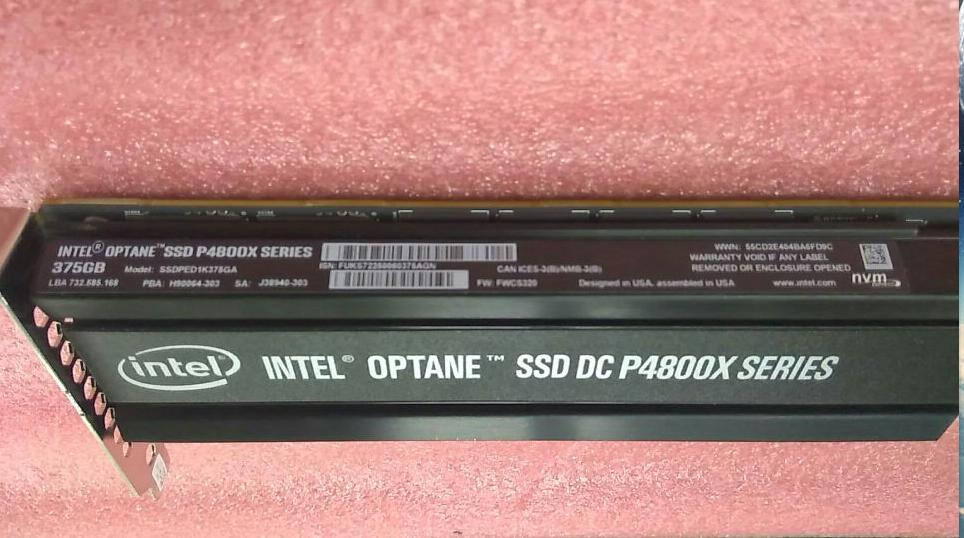 INTEL® OPTANE™ SSD P4800X SERIES
375GB Model: SSDPED1K375GA
LBA 732,585,168 PBA: H90064-303 SA: J38940-303
ISN:
CAN ICES-3(B)/NMB-3(B)
FW:
Designed in USA, assembled in USA
WWN:
WARRANTY VOID IF ANY LABEL
REMOVED OR ENCLOSURE OPENED
www.intel.com
nvm
intel®
INTEL® OPTANE™ SSD DC P4800X SERIES